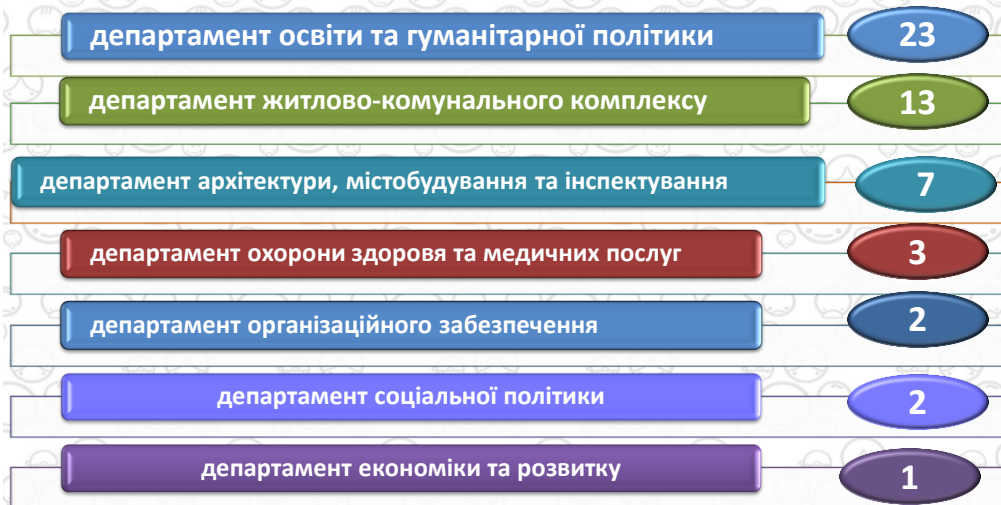 департамент освіти та гуманітарної політики 23
департамент житлово-комунального комплексу 13
департамент архітектури, містобудування та інспектування 7
департамент охорони здоровя та медичних послуг 3
департамент організаційного забезпечення 2
департамент соціальної політики 2
департамент економіки та розвитку 1